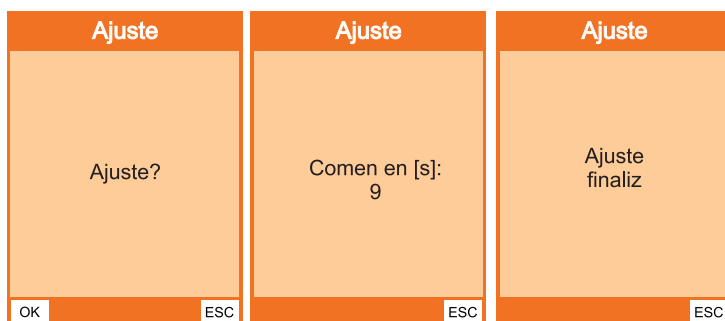 Ajuste
Ajuste?
OK
ESC
Ajuste
Comen en [s]:
9
ESC
Ajuste
Ajuste
finaliz
ESC